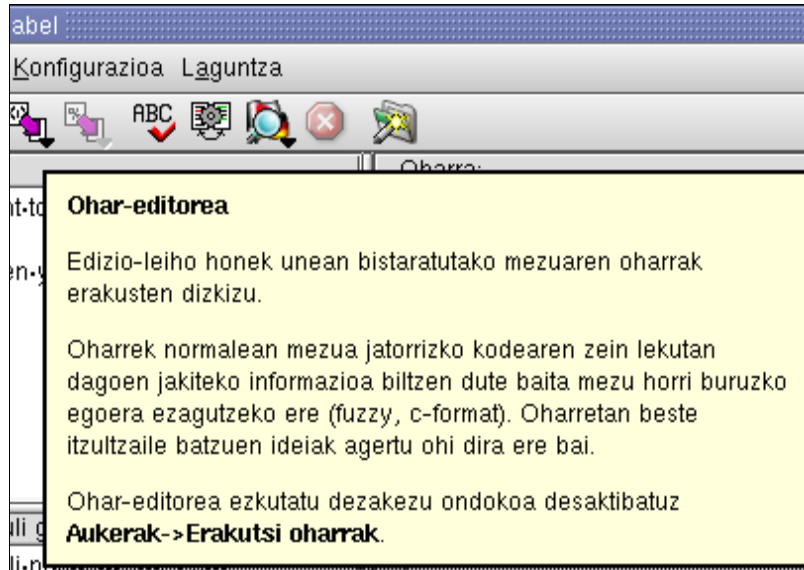 abel
Konfigurazioa Laguntza
ABC
Oharra:
Ohar-editorea
Edizio-leiho honek unean bistaratutako mezuaren oharrak
erakusten dizkizu.
Oharrek normalean mezua jatorrizko kodearen zein lekutan
dagoen jakiteko informazioa biltzen dute baita mezu horri buruzko
egoera ezagutzeko ere (fuzzy, c-format). Oharretan beste
itzultzaile batzuen ideiak agertu ohi dira ere bai.
Ohar-editorea ezkutatu dezakezu ondokoa desaktibatuz
Aukerak->Erakutsi oharrak.